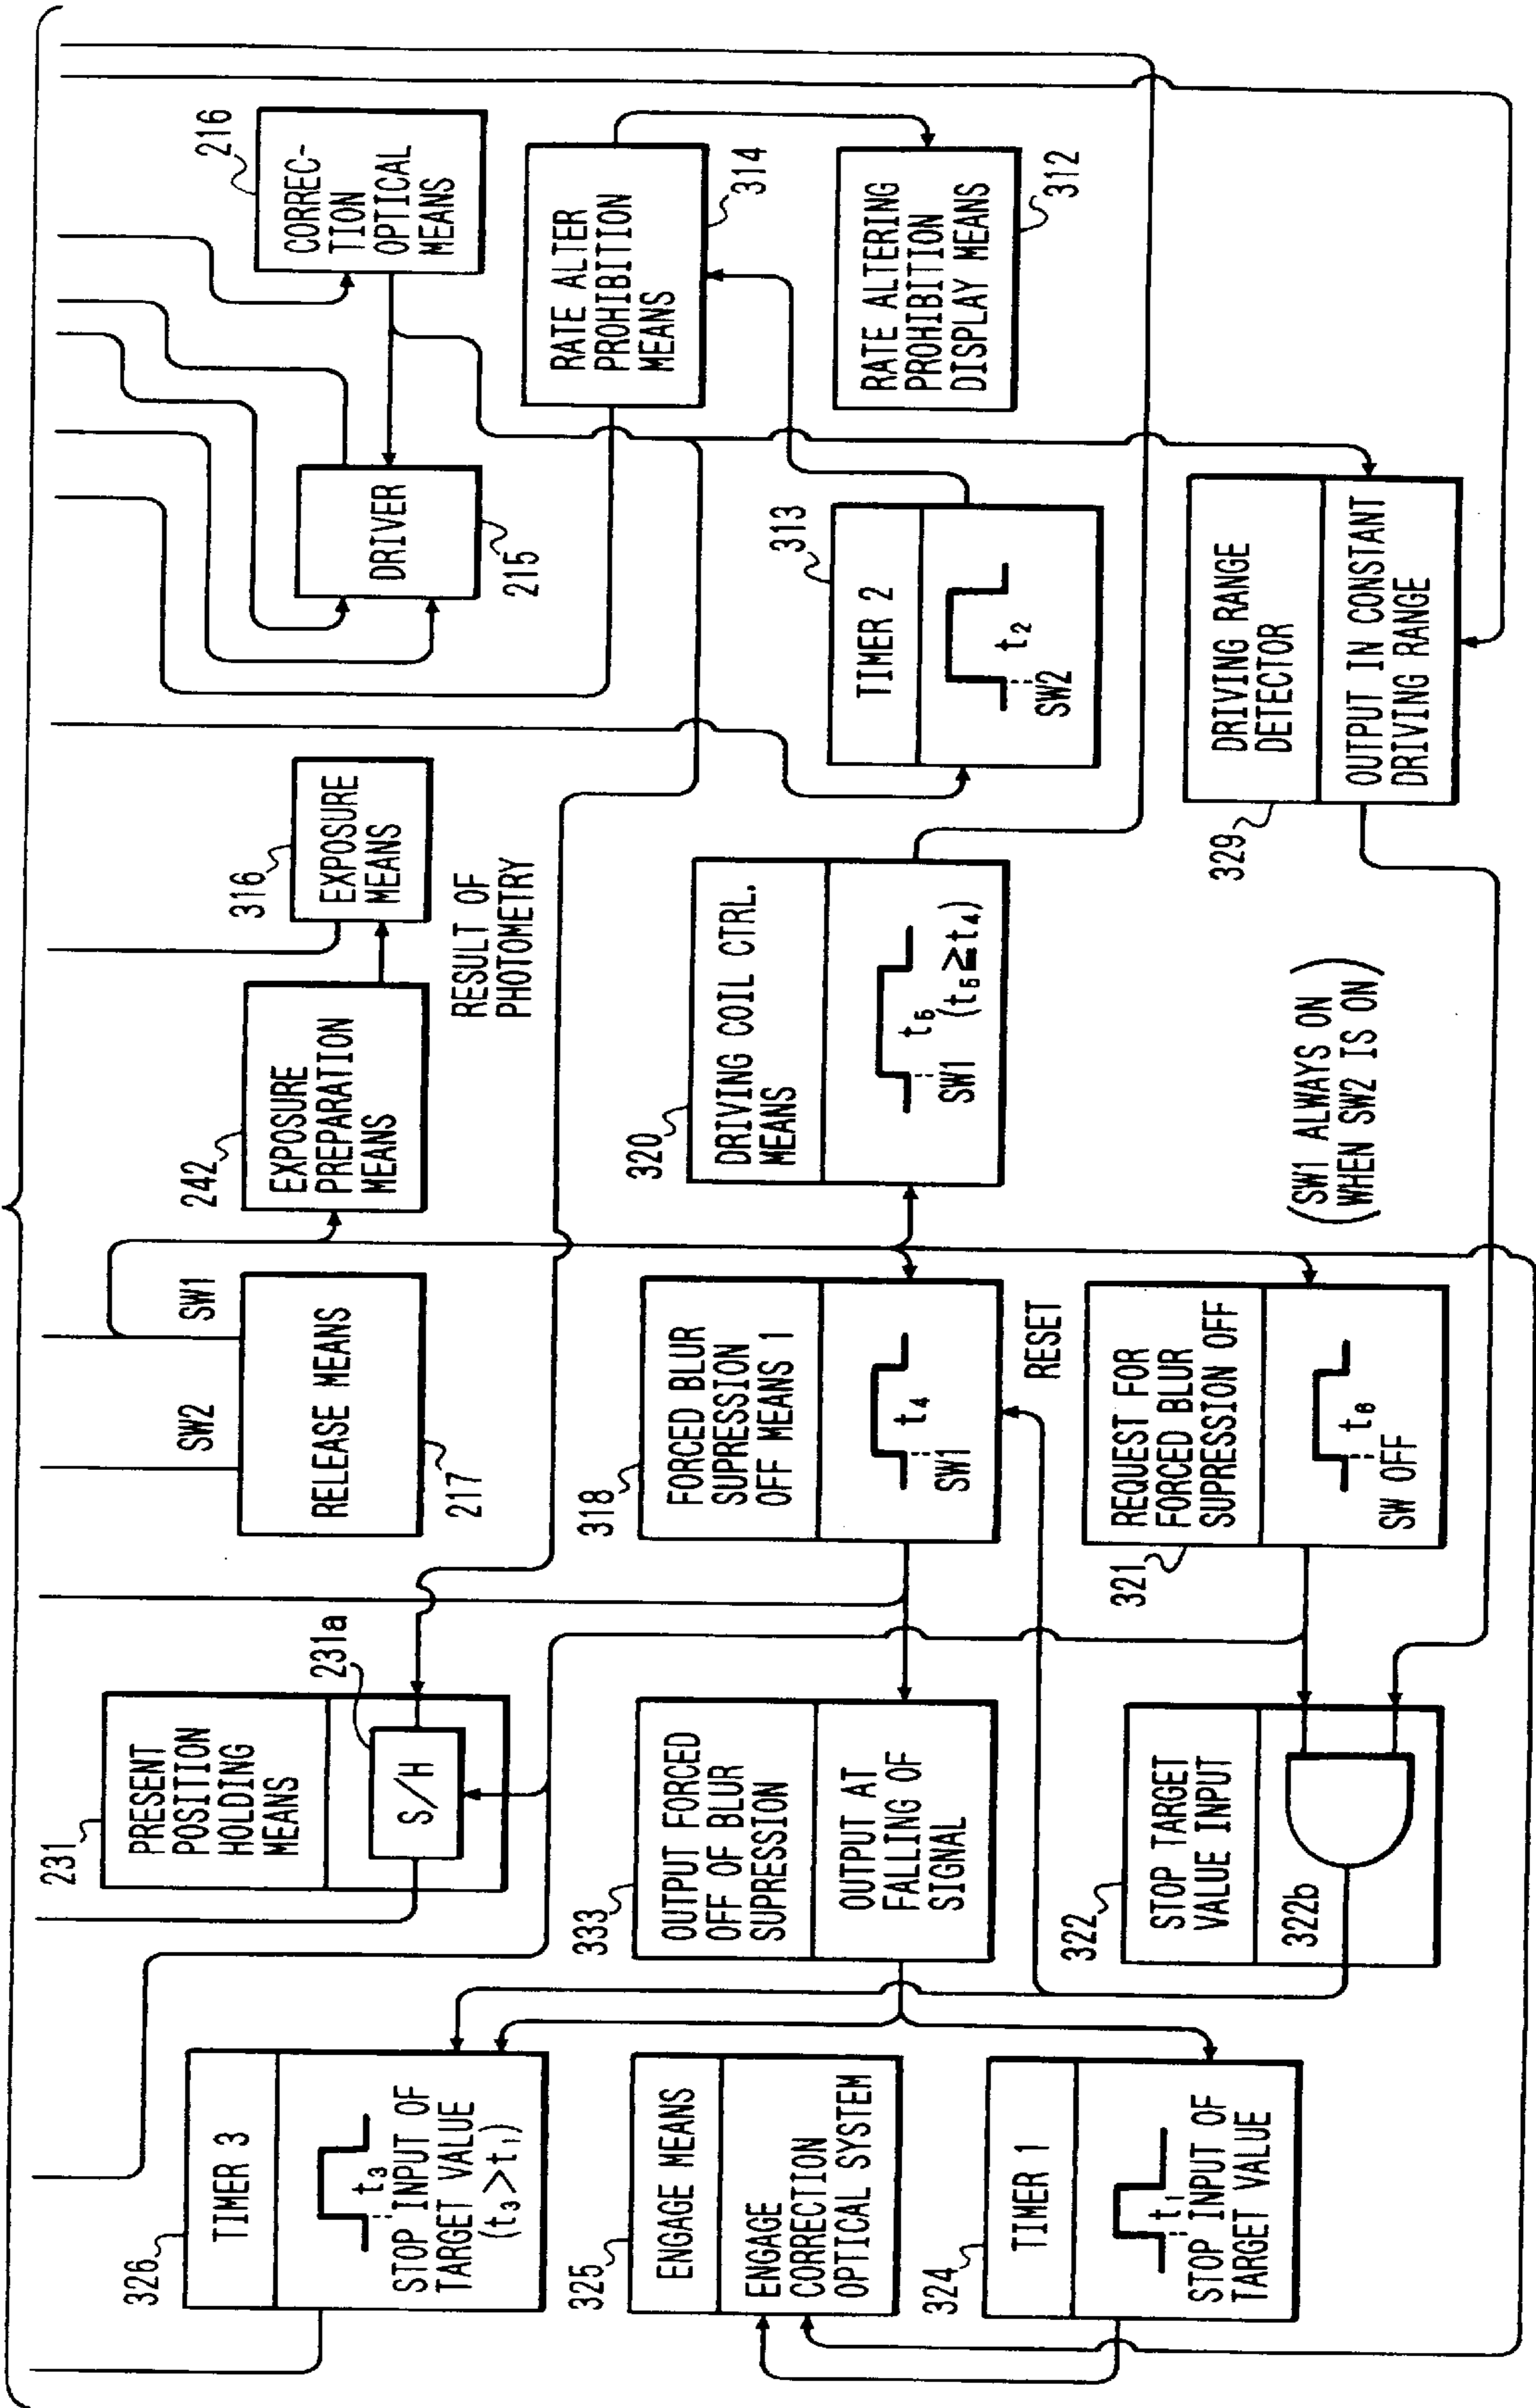 326
TIMER 3
t3
STOP INPUT OF
TARGET VALUE
(t3 > t1)
231
PRESENT
POSITION
HOLDING
MEANS
231a
S/H
SW2
SW1
RELEASE MEANS
217
242
EXPOSURE
PREPARATION
MEANS
316
EXPOSURE
MEANS
RESULT OF
PHOTOMETRY
DRIVER
215
216
CORREC-
TION
OPTICAL
MEANS
325
ENGAGE MEANS
ENGAGE
CORRECTION
OPTICAL SYSTEM
333
OUTPUT FORCED
OFF OF BLUR
SUPRESSION
OUTPUT AT
FALLING OF
SIGNAL
318
FORCED BLUR
SUPRESSION
OFF MEANS 1
t4
SW1
RESET
320
DRIVING COIL CTRL.
MEANS
t5
(t5 ≧ t4)
SW1
313
TIMER 2
t2
SW2
RATE ALTER
PROHIBITION
MEANS
314
RATE ALTERING
PROHIBITION
DISPLAY MEANS
312
324
TIMER 1
t1
STOP INPUT OF
TARGET VALUE
322
STOP TARGET
VALUE INPUT
322b
321
REQUEST FOR
FORCED BLUR
SUPRESSION OFF
t6
SW OFF
(SW1 ALWAYS ON
WHEN SW2 IS ON)
329
DRIVING RANGE
DETECTOR
OUTPUT IN CONSTANT
DRIVING RANGE